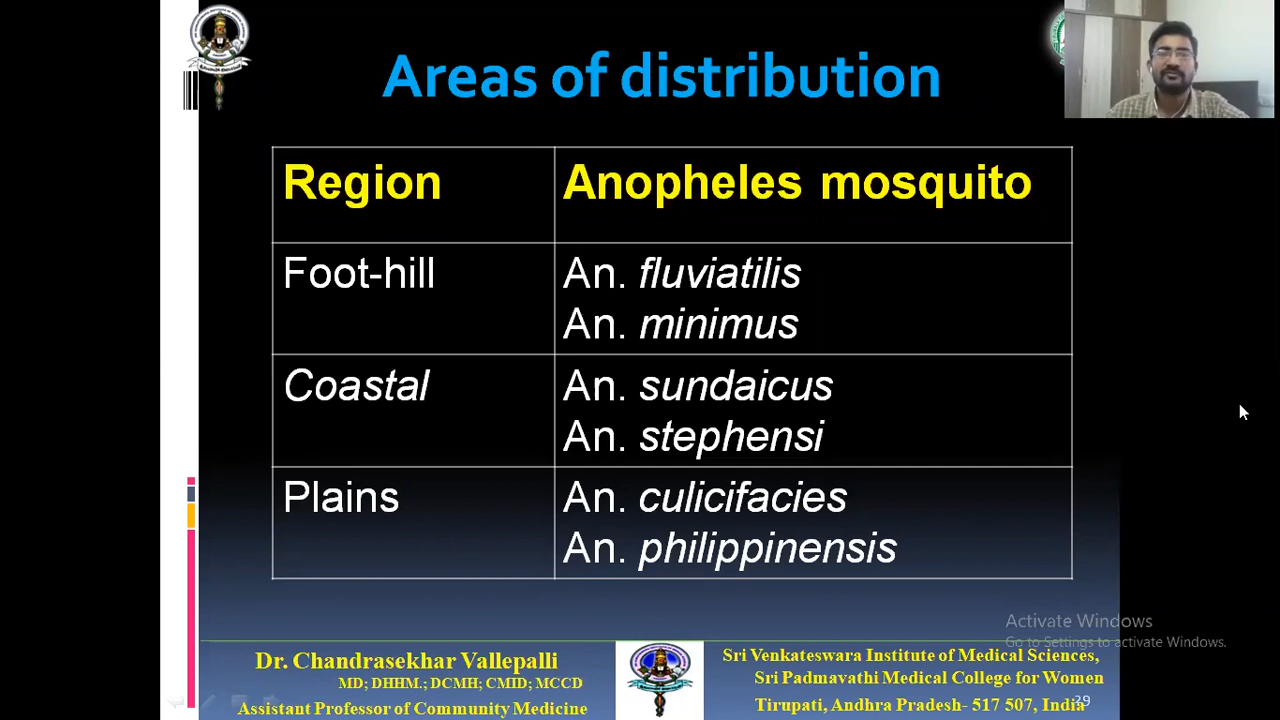 Areas of distribution
Region
Anopheles mosquito
Foot-hill
An. fluviatilis
An. minimus
Coastal
An. sundaicus
An. stephensi
Plains
An. culicifacies
An. philippinensis
Activate Windows
Go to Settings to activate Windows.
Dr. Chandrasekhar Vallepalli
MD; DHHM.; DCMH; CMID; MCCD
Assistant Professor of Community Medicine
Sri Venkateswara Institute of Medical Sciences,
Sri Padmavathi Medical College for Women
Tirupati, Andhra Pradesh- 517 507, India
29